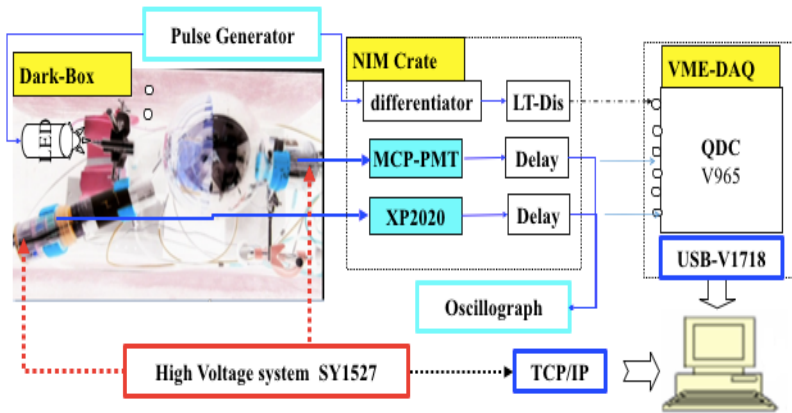 Pulse Generator
NIM Crate
VME-DAQ
Dark-Box
differentiator
LT-Dis
LED
MCP-PMT
Delay
QDC
V965
XP2020
Delay
USB-V1718
Oscillograph
High Voltage system SY1527
TCP/IP